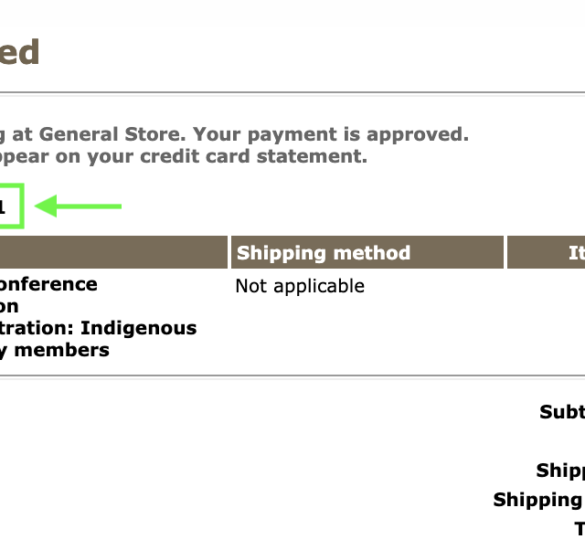 ed
g at General Store. Your payment is approved.
ppear on your credit card statement.
1
Shipping method
It
onference
Not applicable
on
tration: Indigenous
y members
Subt
Shipp
Shipping
T